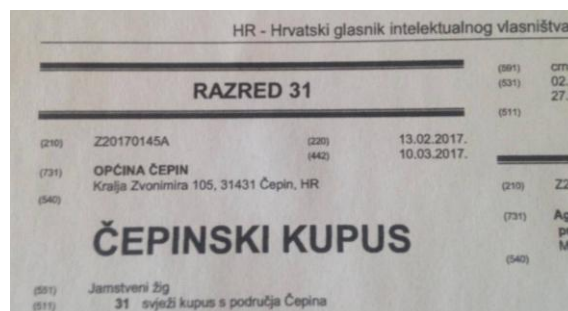 HR - Hrvatski glasnik intelektualnog vlasništva
RAZRED 31
(210) Z20170145A (220) 13.02.2017.
(442) 10.03.2017.
(731) OPĆINA ČEPIN
Kralja Zvonimira 105, 31431 Čepin, HR
(540)
ČEPINSKI KUPUS
(551) Jamstveni žig
(511) 31 svježi kupus s područja Čepina
(591)
(531) 02.
27.
(511)
(210)
(731)
(540)